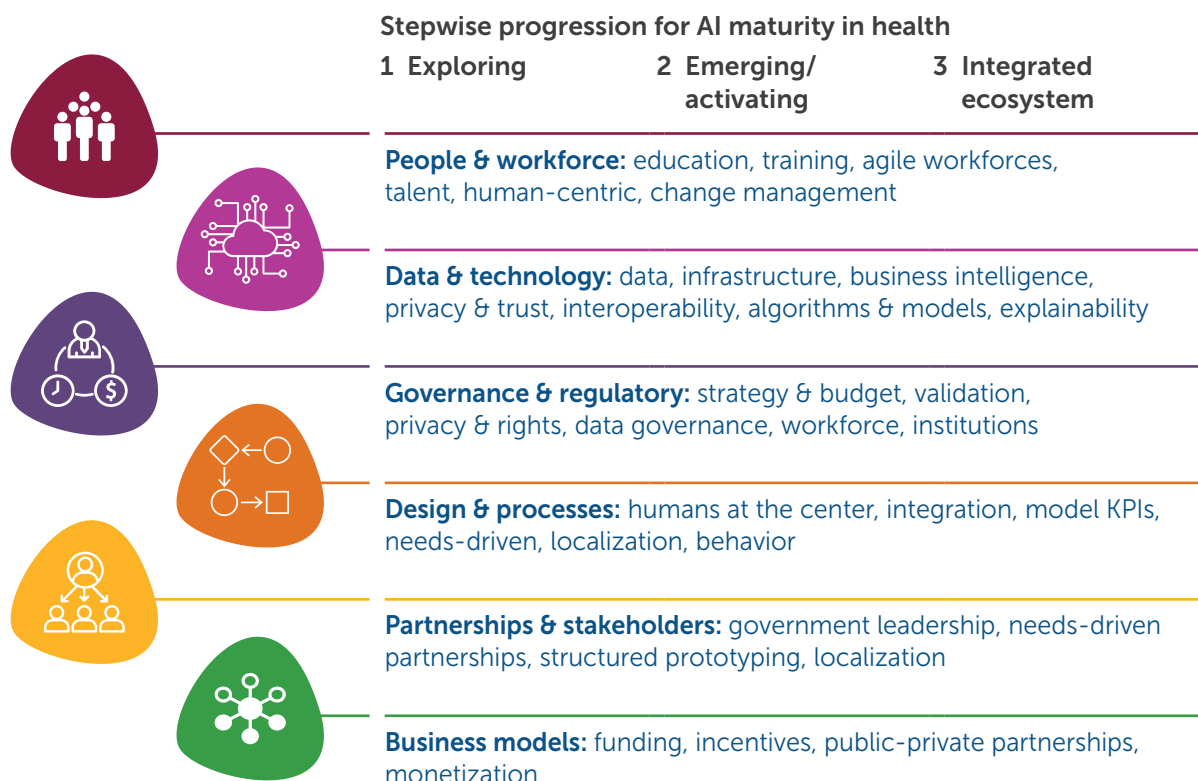 Stepwise progression for AI maturity in health
1 Exploring 2 Emerging/ 3 Integrated
activating ecosystem
People & workforce: education, training, agile workforces,
talent, human-centric, change management
Data & technology: data, infrastructure, business intelligence,
privacy & trust, interoperability, algorithms & models, explainability
$
Governance & regulatory: strategy & budget, validation,
privacy & rights, data governance, workforce, institutions
Design & processes: humans at the center, integration, model KPIs,
needs-driven, localization, behavior
Partnerships & stakeholders: government leadership, needs-driven
partnerships, structured prototyping, localization
Business models: funding, incentives, public-private partnerships,
monetization